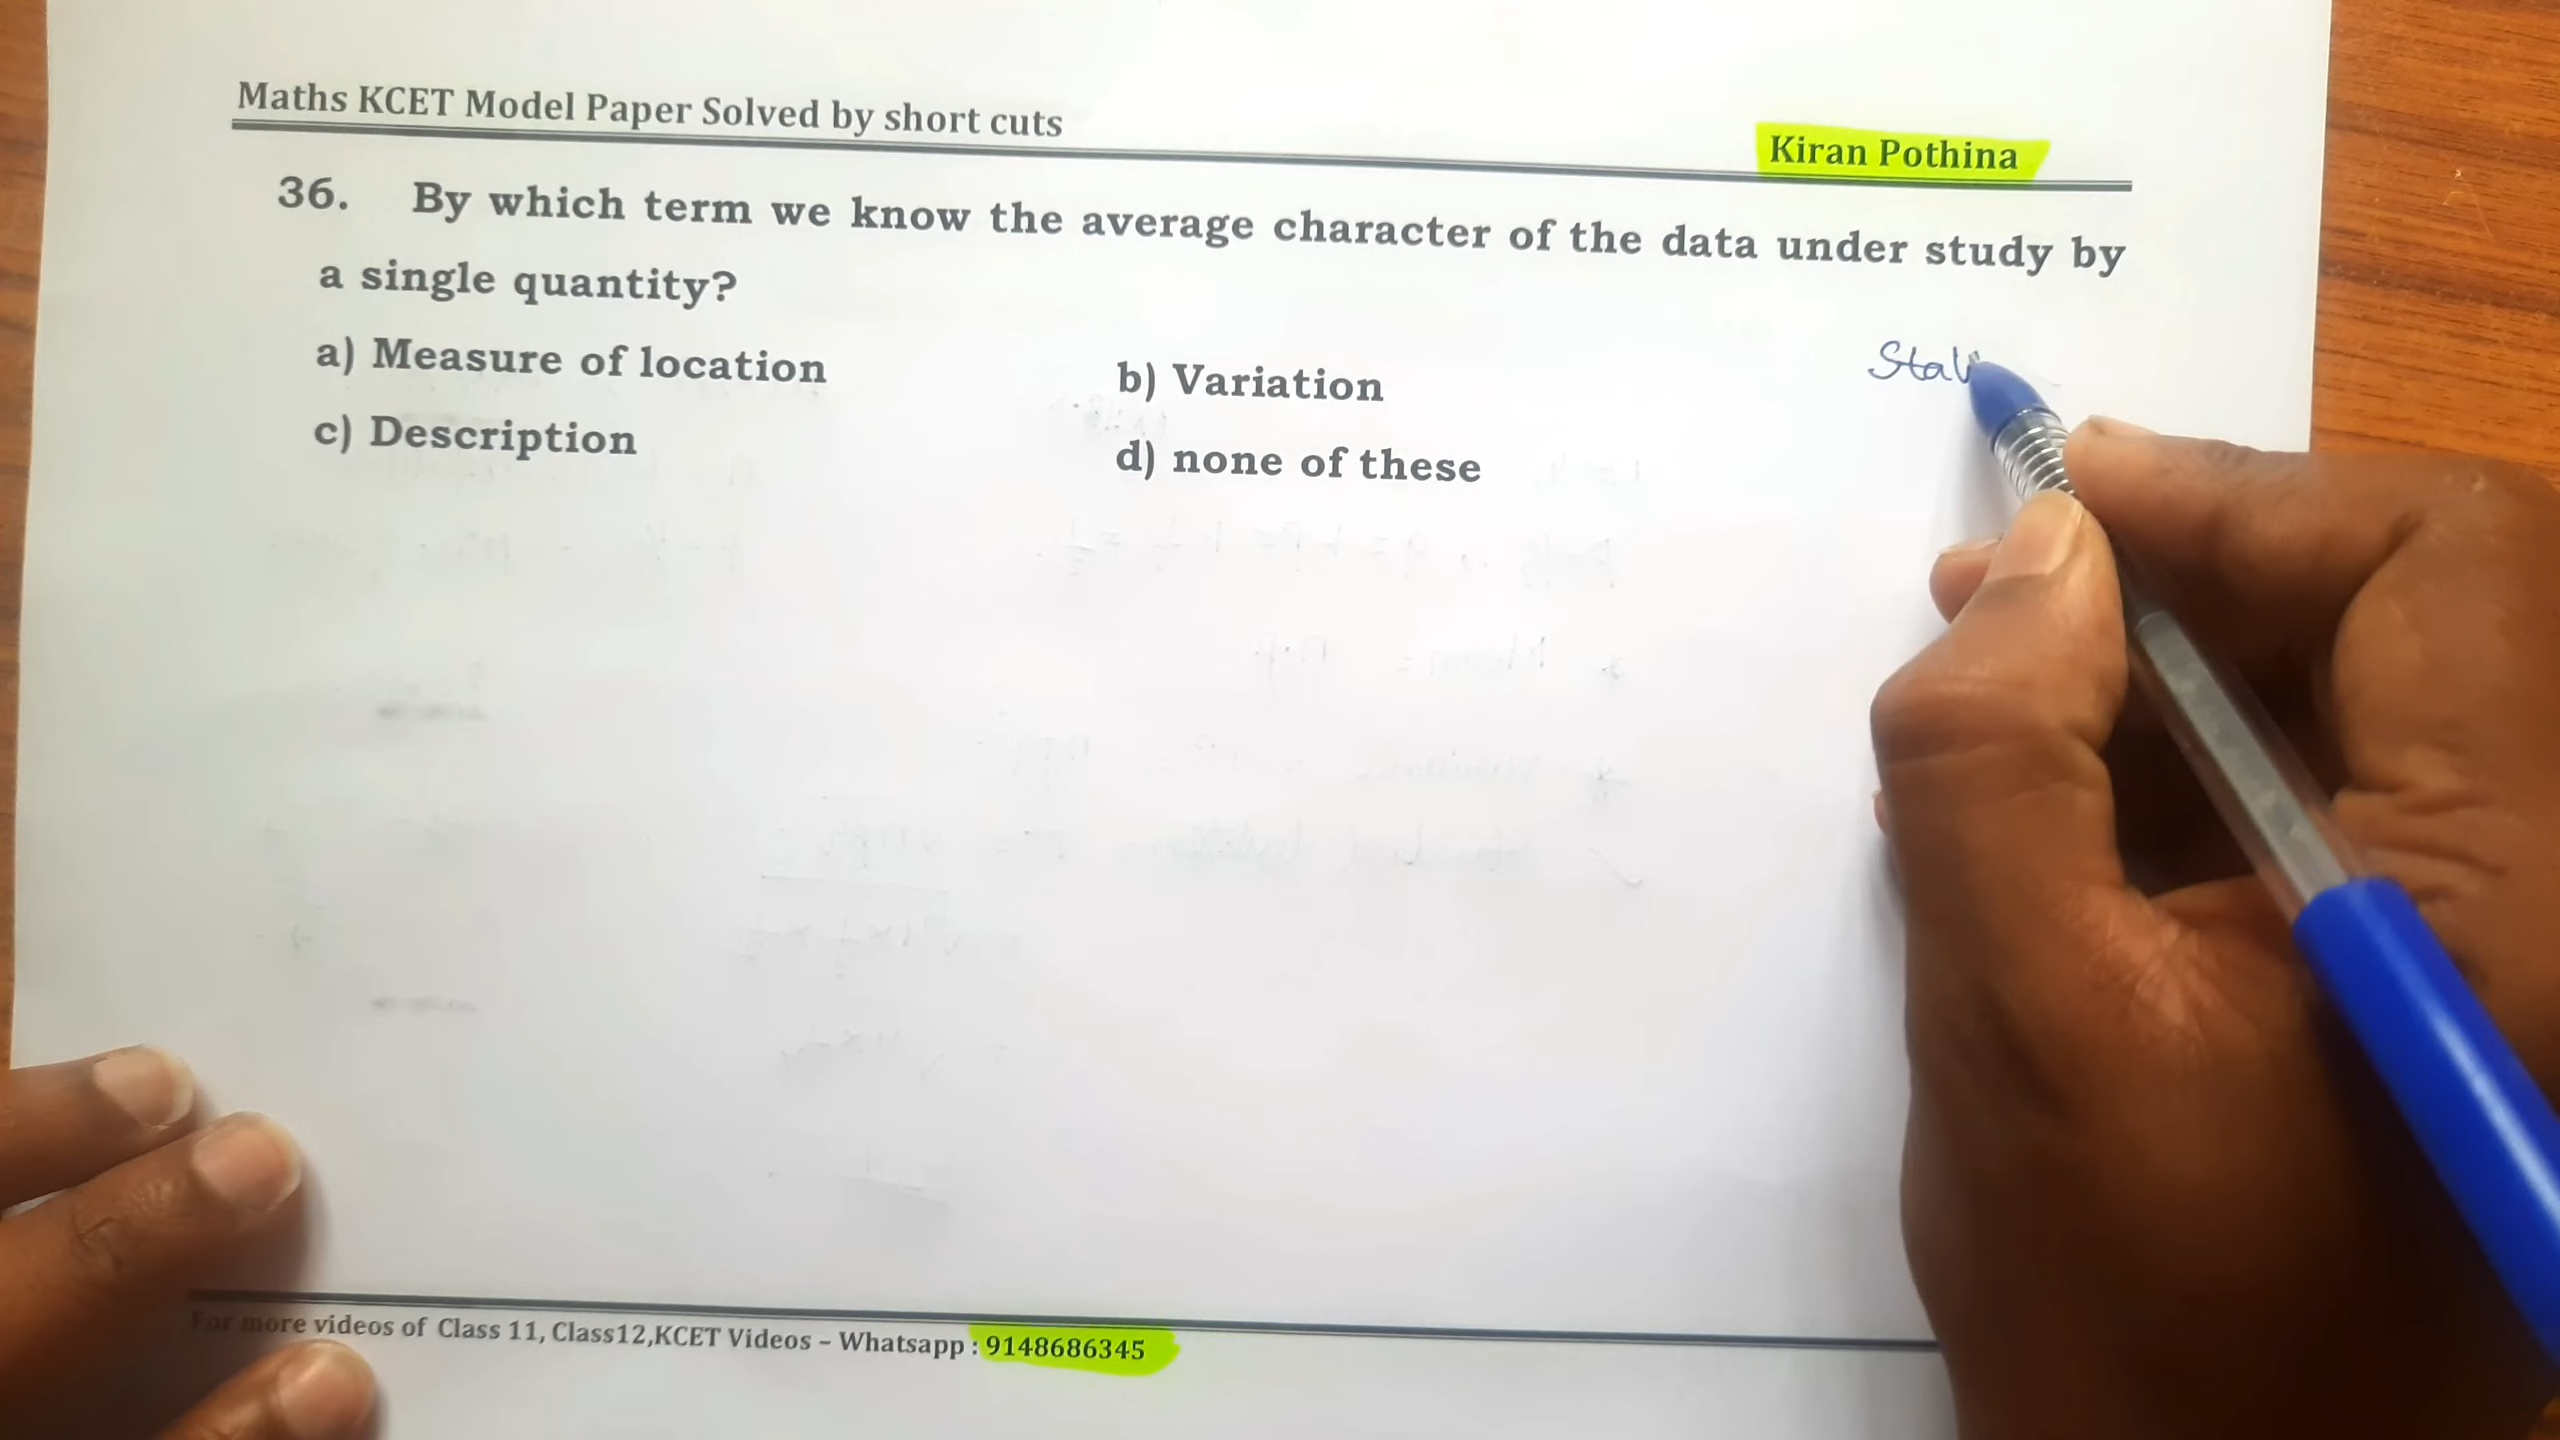 Maths KCET Model Paper Solved by short cuts
Kiran Pothina
36. By which term we know the average character of the data under study by
a single quantity?
a) Measure of location
b) Variation
c) Description
d) none of these
For more videos of Class 11, Class12,KCET Videos – Whatsapp : 9148686345